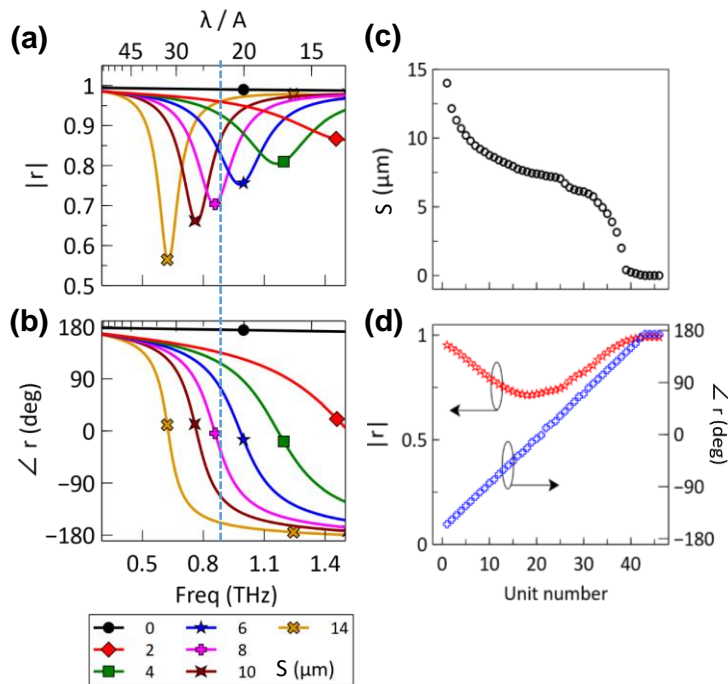 (a)
λ / A
45 30 20 15
1
0.9
0.8
0.7
0.6
0.5
|r|
(b)
180
90
0
−90
−180
∠ r (deg)
0.5 0.8 1.1 1.4
Freq (THz)
0 6 14
2 8
4 10 S (μm)
(c)
15
10
5
0
S (μm)
(d)
1
0.5
0
|r|
180
90
0
−90
−180
∠ r (deg)
0 10 20 30 40
Unit number